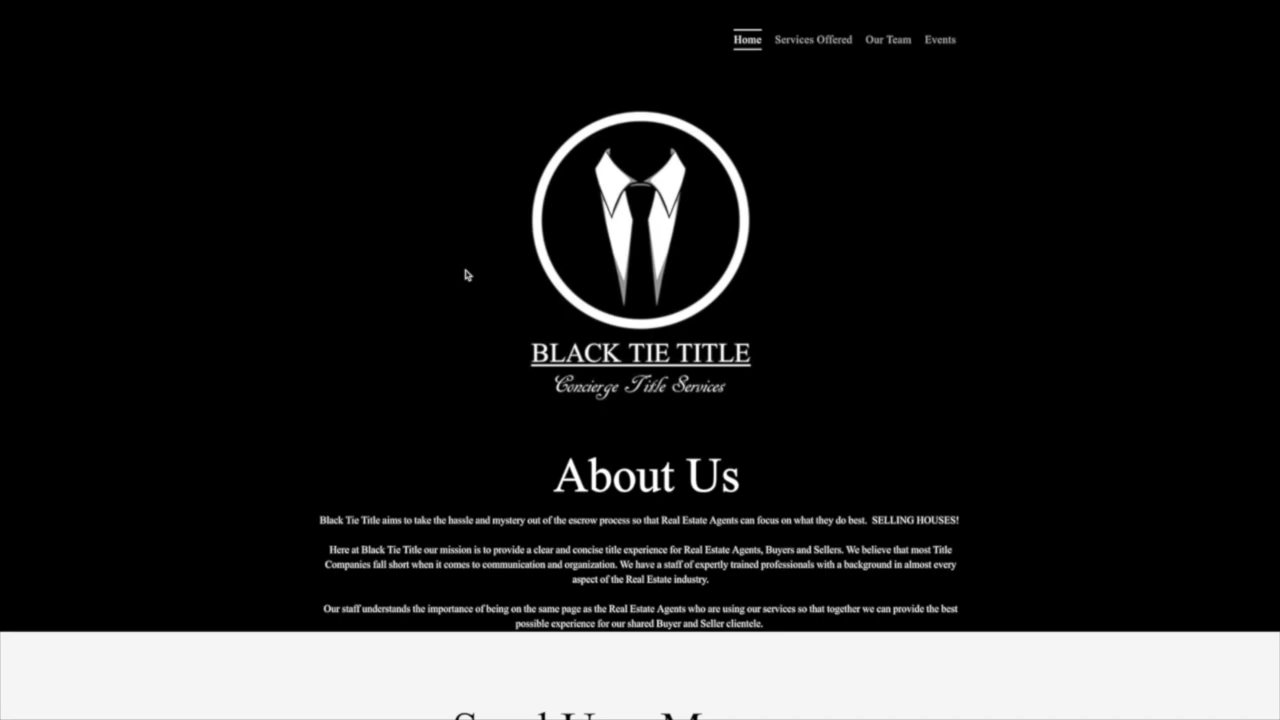 Home Services Offered Our Team Events
BLACK TIE TITLE
Concierge Title Services
About Us
Black Tie Title aims to take the hassle and mystery out of the escrow process so that Real Estate Agents can focus on what they do best. SELLING HOUSES!
Here at Black Tie Title our mission is to provide a clear and concise title experience for Real Estate Agents, Buyers and Sellers. We believe that most Title
Companies fall short when it comes to communication and organization. We have a staff of expertly trained professionals with a background in almost every
aspect of the Real Estate industry.
Our staff understands the importance of being on the same page as the Real Estate Agents who are using our services so that together we can provide the best
possible experience for our shared Buyer and Seller clientele.